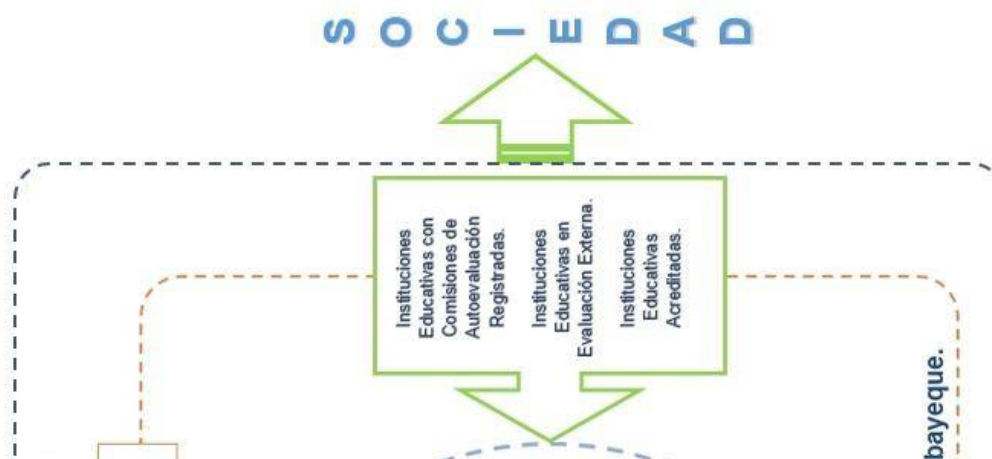 SOCIEDAD
Instituciones
Educativas con
Comisiones de
Autoevaluación
Registradas.
Instituciones
Educativas en
Evaluación Externa.
Instituciones
Educativas
Acreditadas.
bayeque.